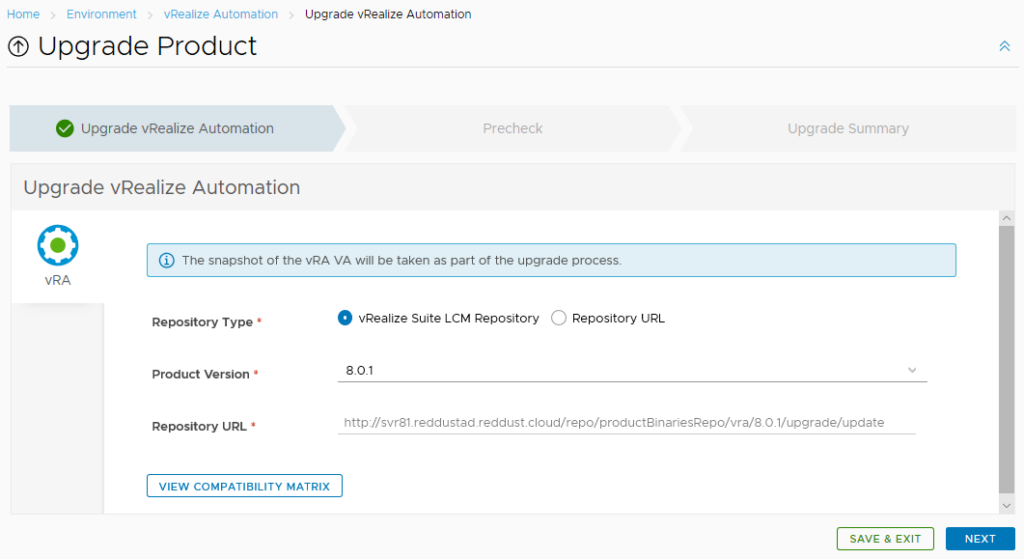 Home > Environment > vRealize Automation > Upgrade vRealize Automation
Upgrade Product
Upgrade vRealize Automation
Precheck
Upgrade Summary
Upgrade vRealize Automation
vRA
The snapshot of the vRA VA will be taken as part of the upgrade process.
Repository Type * vRealize Suite LCM Repository Repository URL
Product Version * 8.0.1
Repository URL * http://svr81.reddustad.reddust.cloud/repo/productBinariesRepo/vra/8.0.1/upgrade/update
VIEW COMPATIBILITY MATRIX
SAVE & EXIT
NEXT